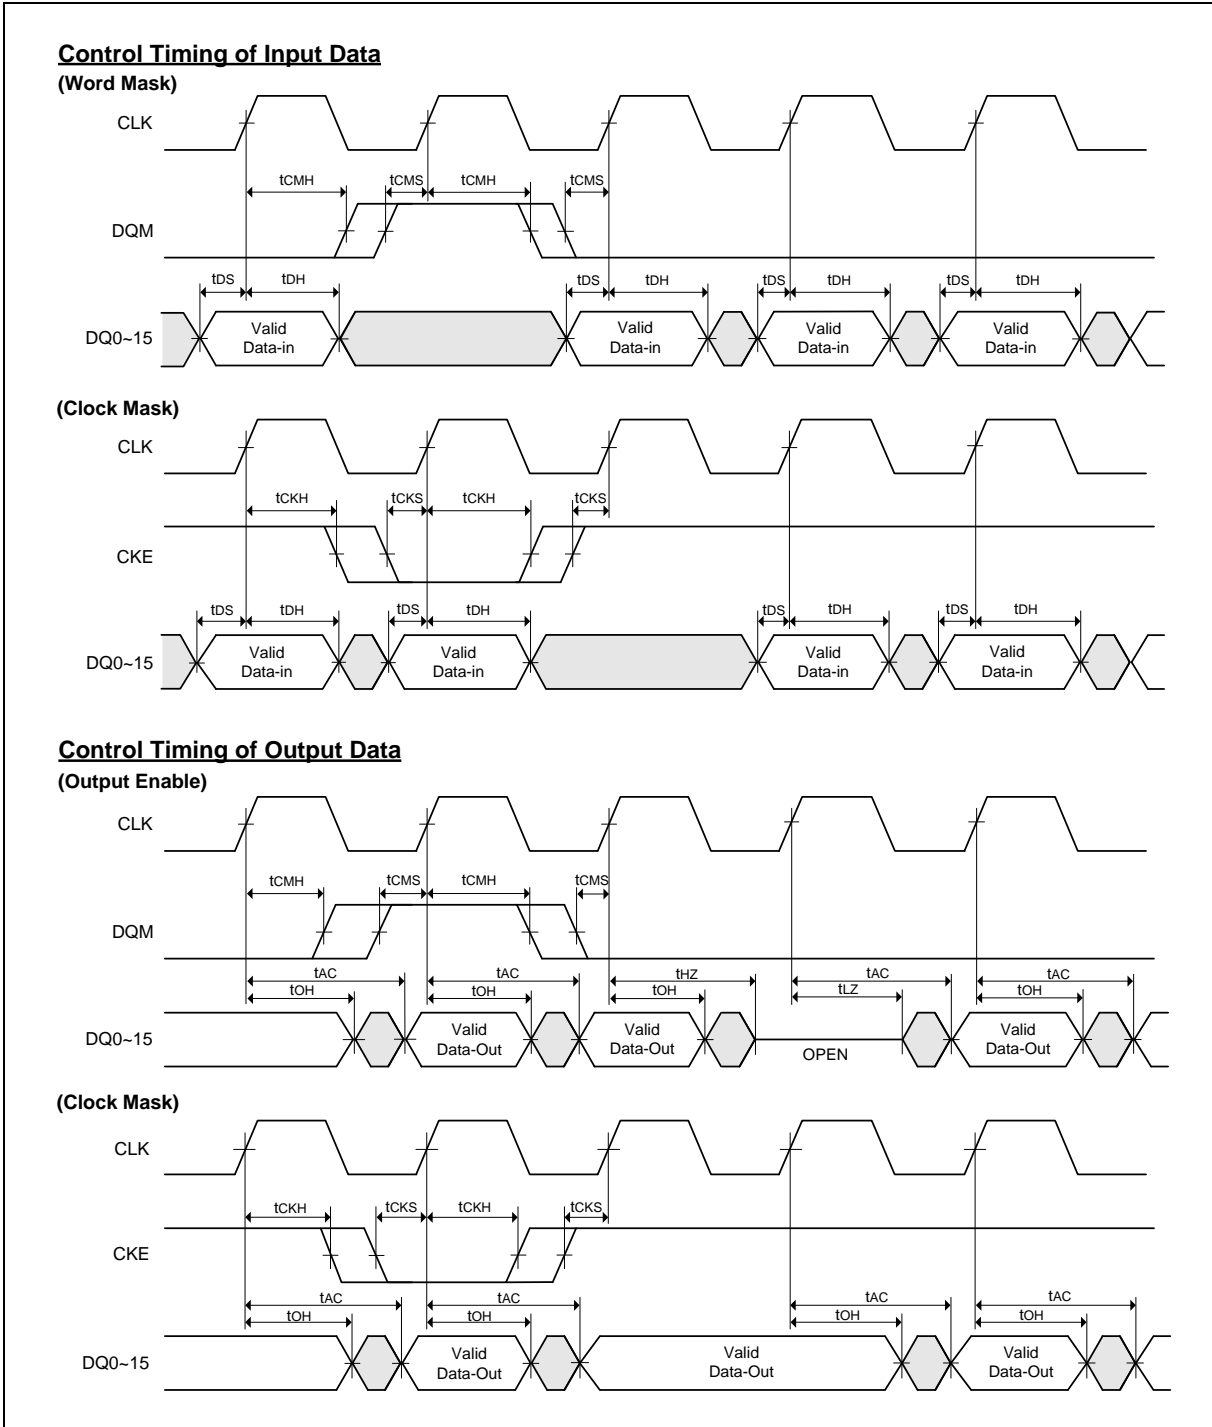 Control Timing of Input Data
(Word Mask)
CLK
tCMH tCMS tCMH tCMS
DQM
tDS tDH tDS tDH tDS tDH tDS tDH
DQ0~15
Valid Data-in
Valid Data-in
Valid Data-in
Valid Data-in
(Clock Mask)
CLK
tCKH tCKS tCKH tCKS
CKE
tDS tDH tDS tDH tDS tDH tDS tDH
DQ0~15
Valid Data-in
Valid Data-in
Valid Data-in
Valid Data-in
Control Timing of Output Data
(Output Enable)
CLK
tCMH tCMS tCMH tCMS
DQM
tAC tAC tHZ tAC tAC
tOH tOH tOH tLZ tOH
DQ0~15
Valid Data-Out
Valid Data-Out
OPEN
Valid Data-Out
(Clock Mask)
CLK
tCKH tCKS tCKH tCKS
CKE
tAC tAC tAC tAC
tOH tOH tOH tOH
DQ0~15
Valid Data-Out
Valid Data-Out
Valid Data-Out